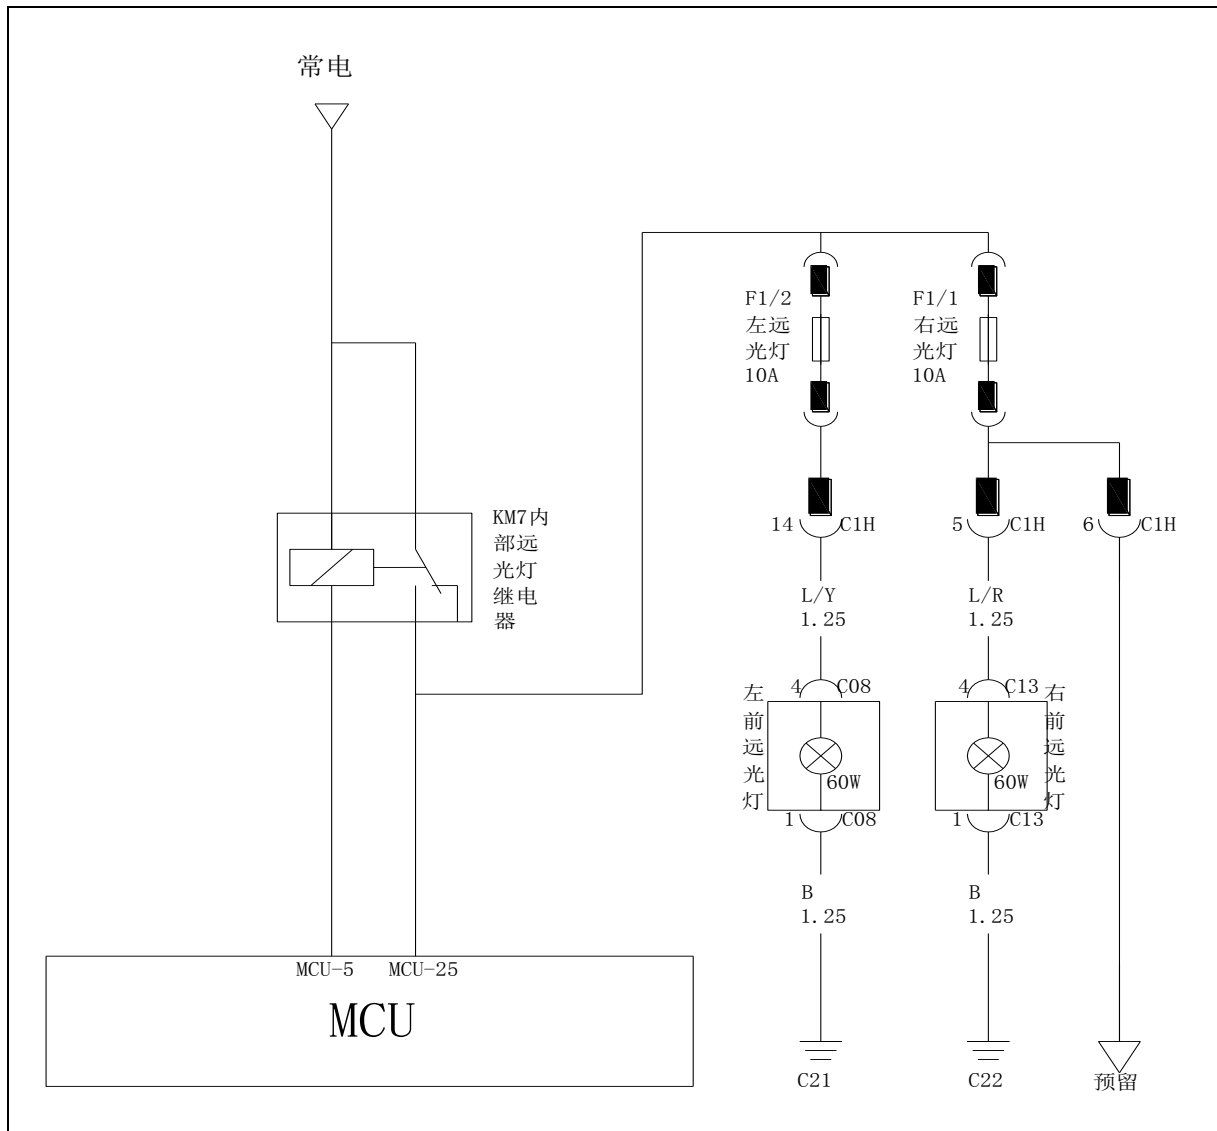 常电
F1/2
左远
光灯
10A
F1/1
右远
光灯
10A
KM7内
部远
光灯
继电
器
14
C1H
5
C1H
6
C1H
L/Y
1.25
L/R
1.25
4
C08
4
C13
左
前
远
光
灯
60W
右
前
远
光
灯
60W
1
C08
1
C13
B
1.25
B
1.25
MCU-5
MCU-25
MCU
C21
C22
预留